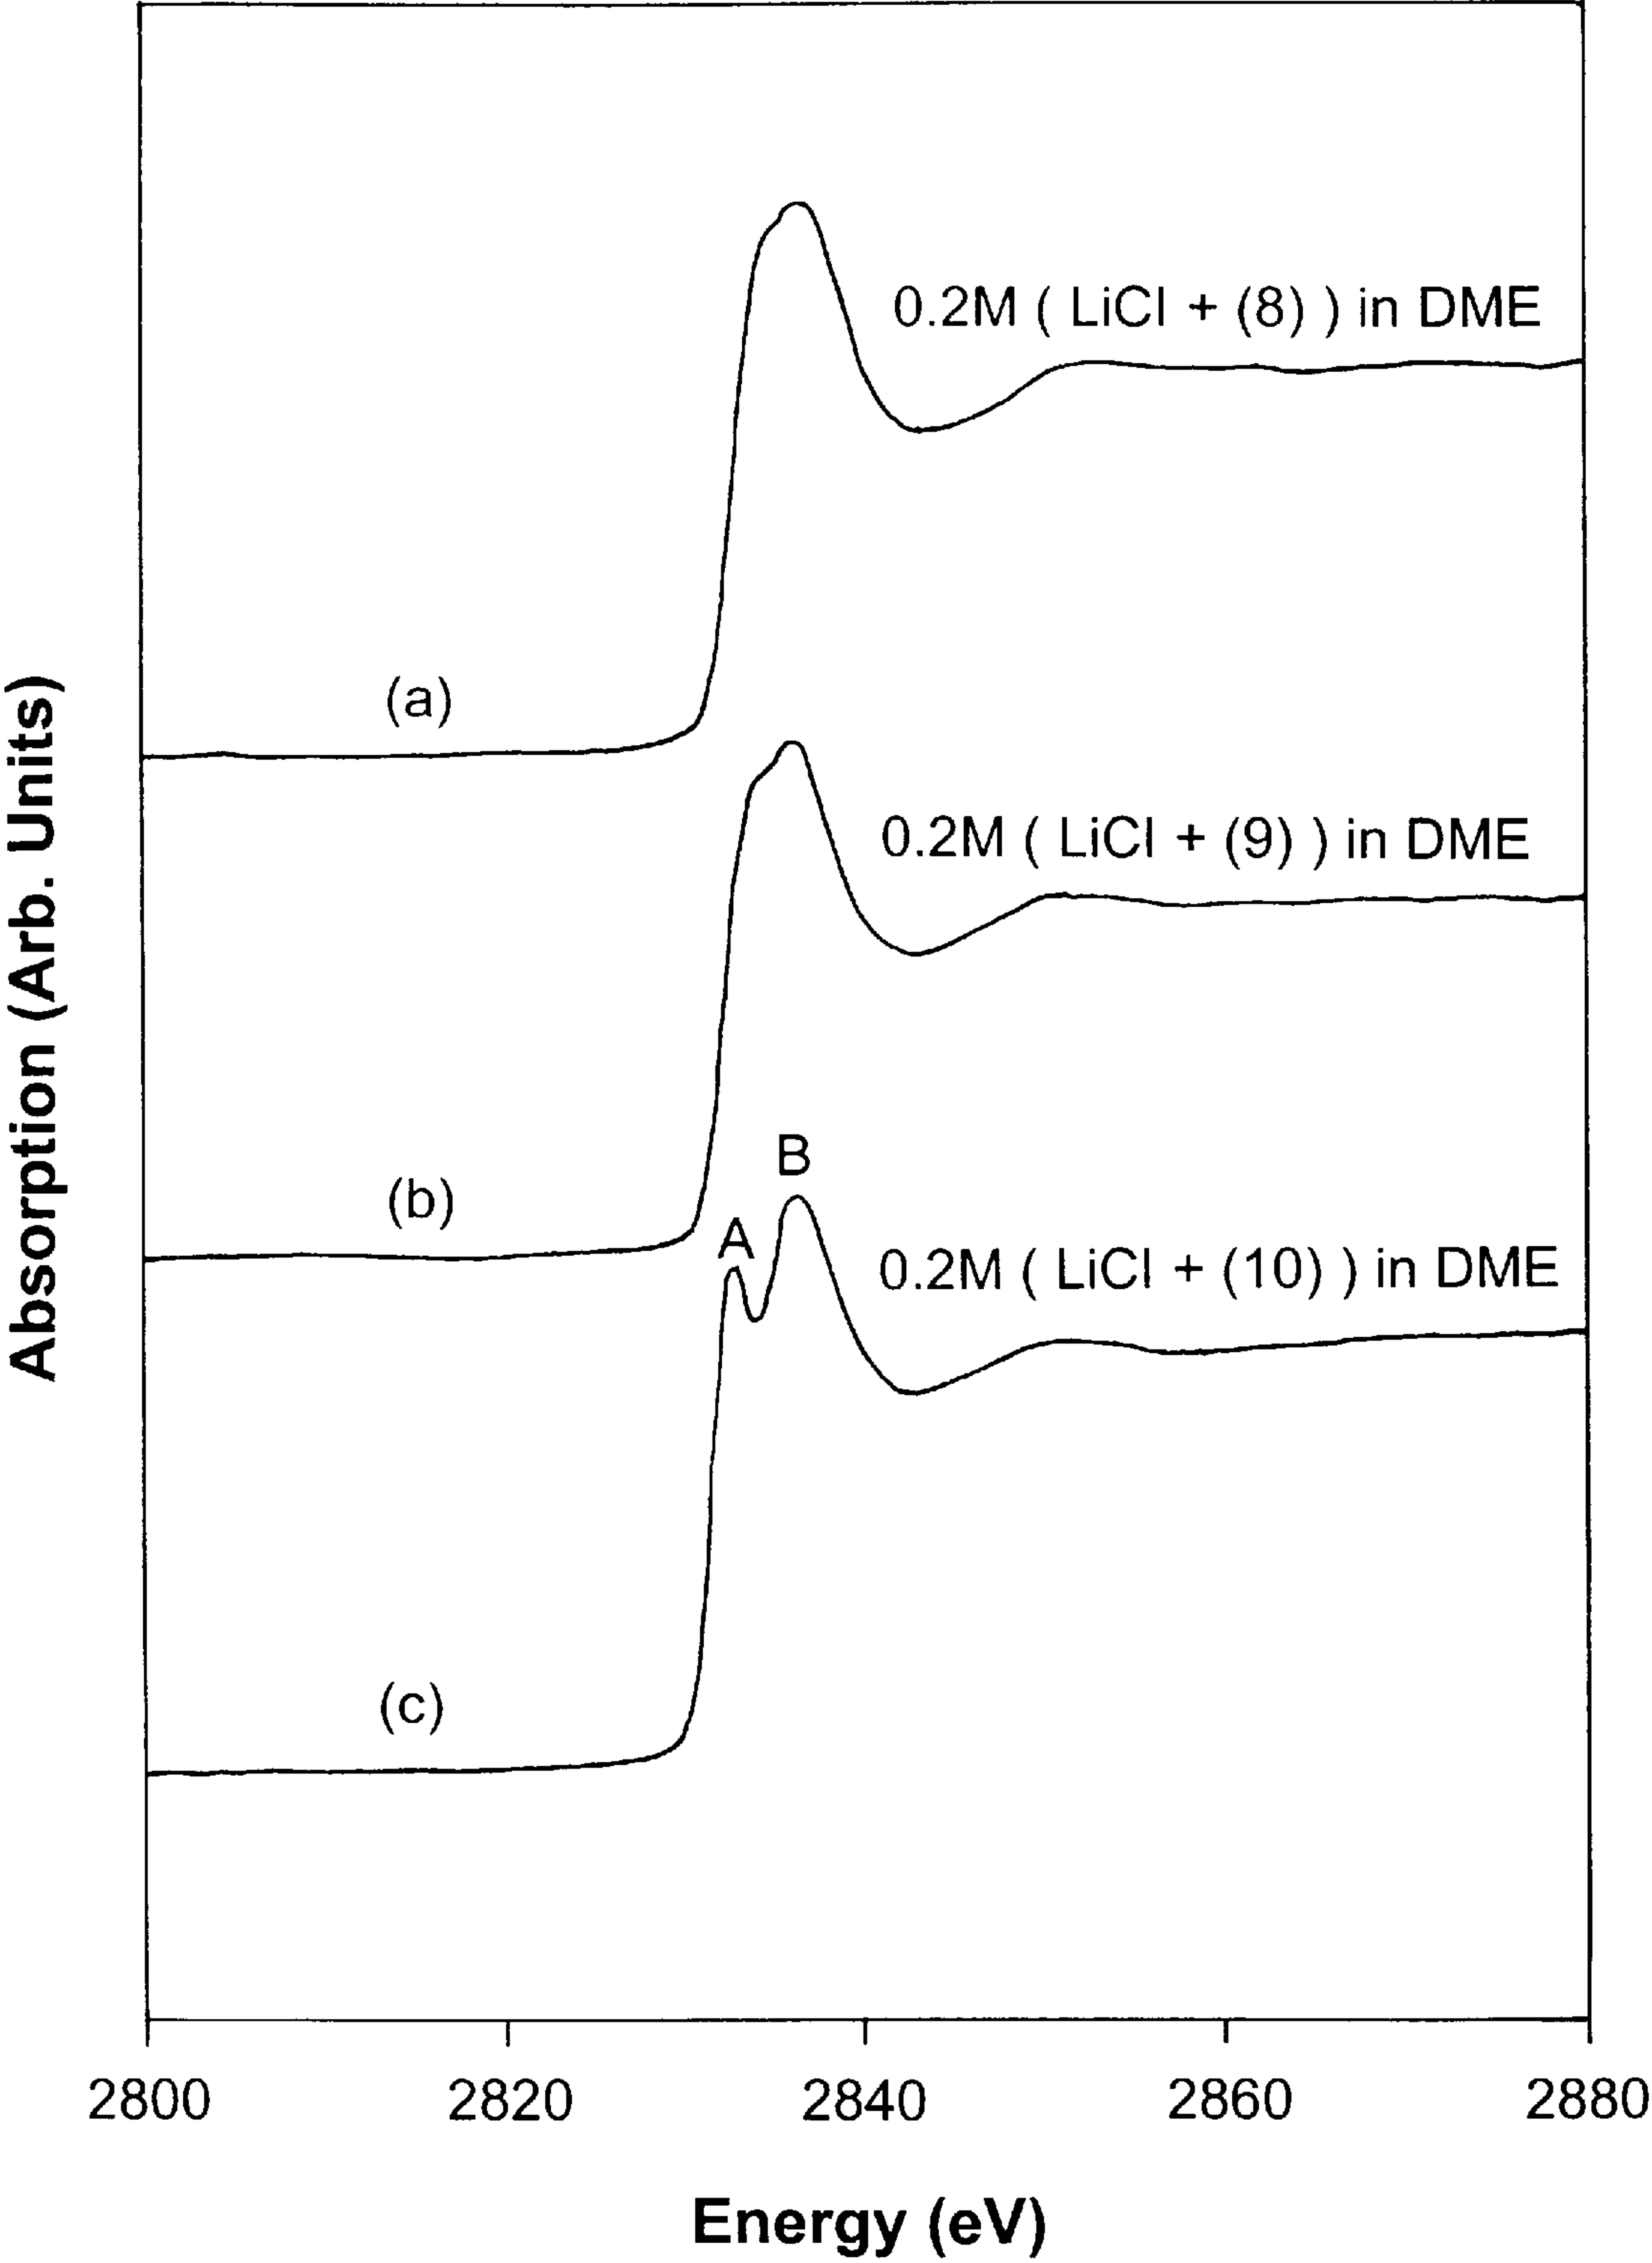 0.2M ( LiCl + (8) ) in DME
(a)
0.2M ( LiCl + (9) ) in DME
(b)
B
A
0.2M ( LiCl + (10) ) in DME
(c)
Absorption (Arb. Units)
2800 2820 2840 2860 2880
Energy (eV)